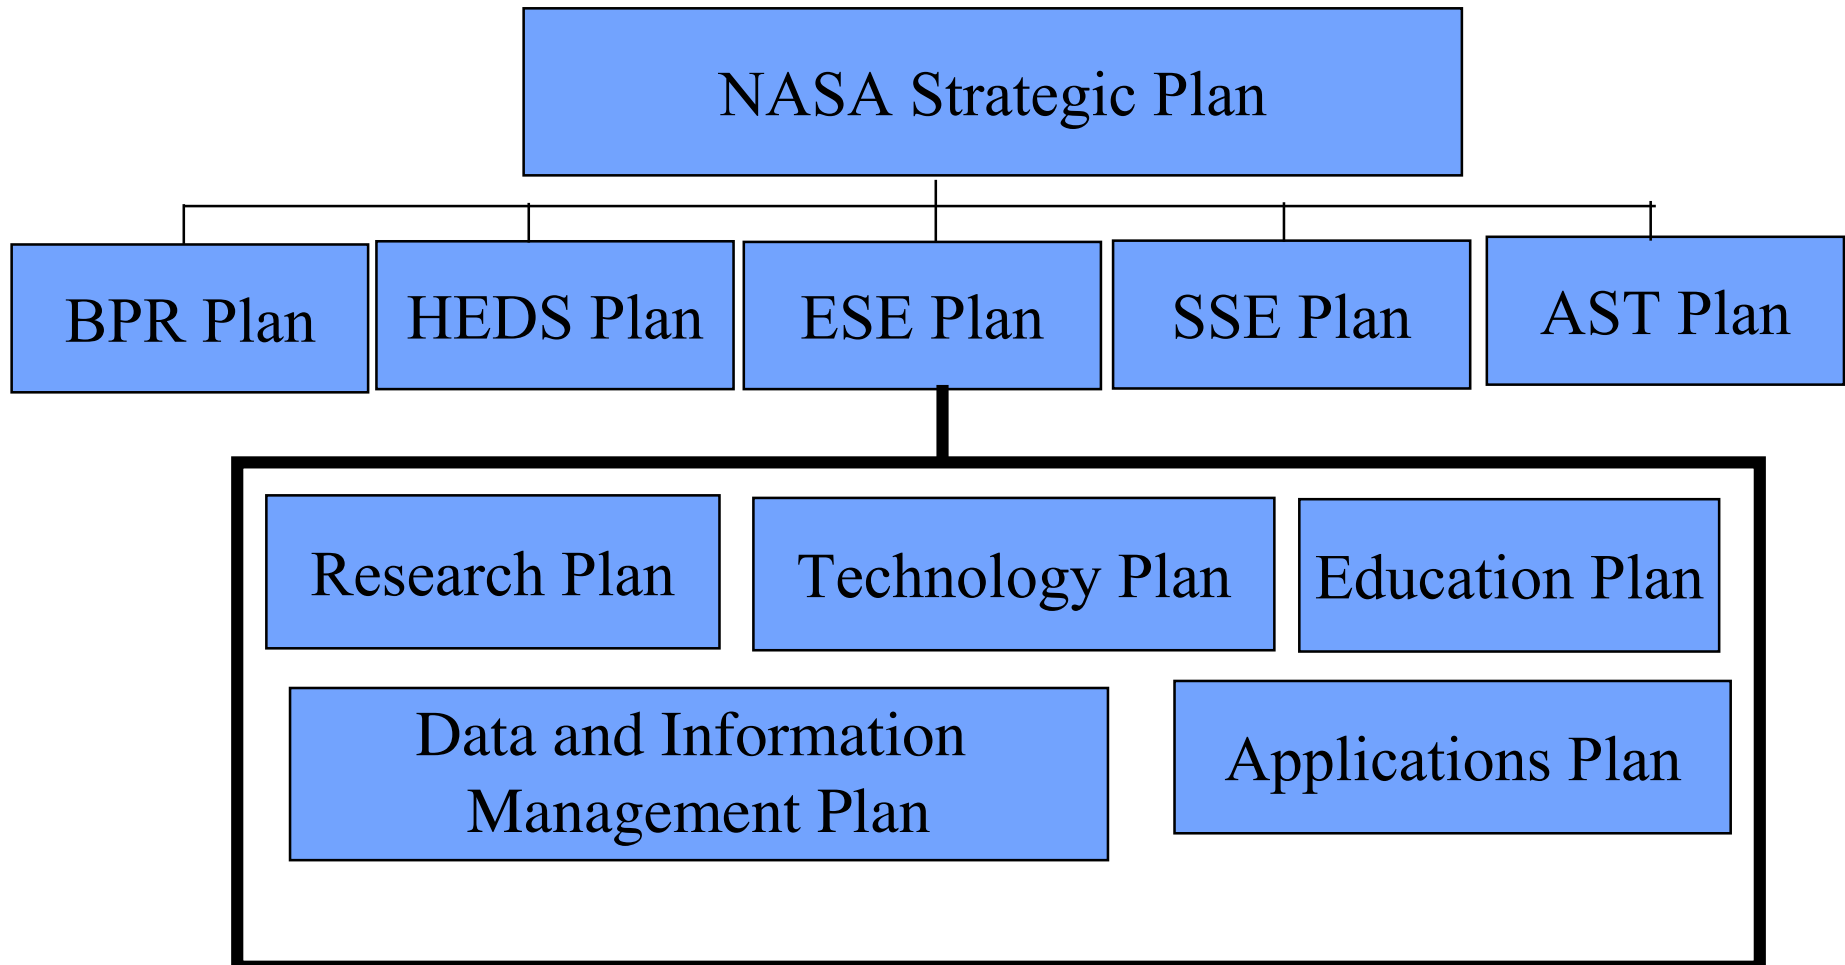 NASA Strategic Plan
BPR Plan
HEDS Plan
ESE Plan
SSE Plan
AST Plan
Research Plan
Technology Plan
Education Plan
Data and Information
Management Plan
Applications Plan